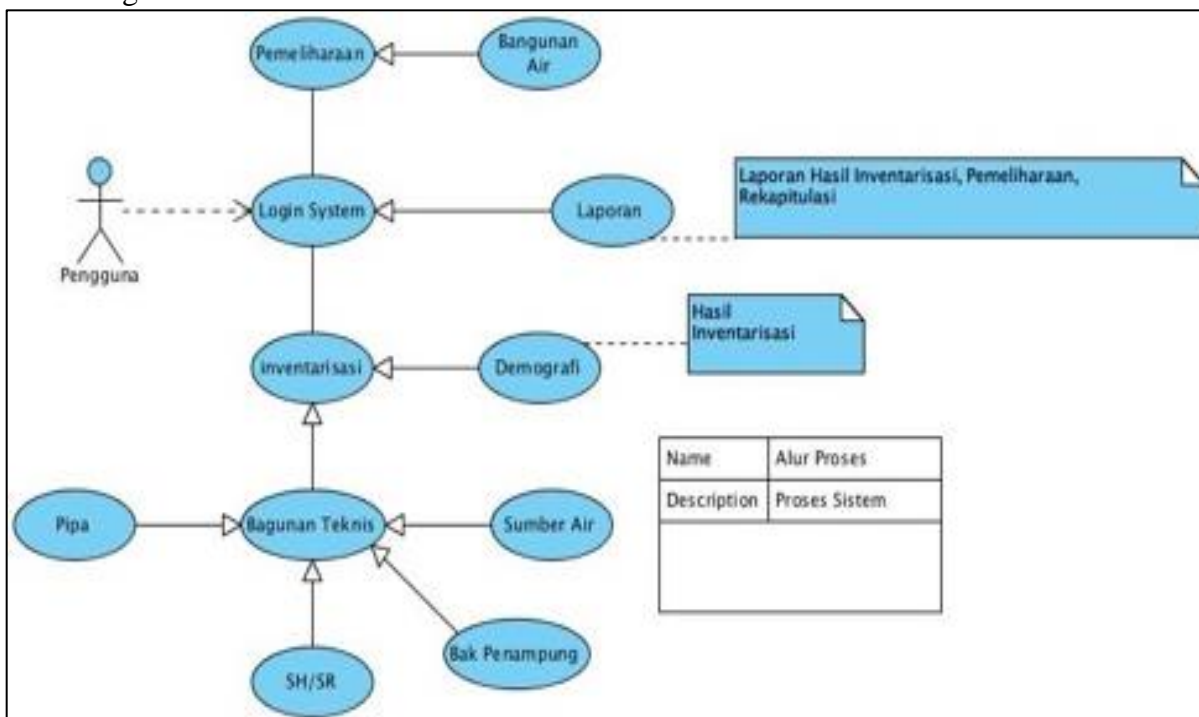 Pemeliharaan
Bangunan
Air
Login System
Laporan
Laporan Hasil Inventarisasi, Pemeliharaan,
Rekapitulasi
Pengguna
inventarisasi
Demografi
Hasil
Inventarisasi
Name
Alur Proses
Description
Proses Sistem
Pipa
Bagunan Teknis
Sumber Air
Bak Penampung
SH/SR